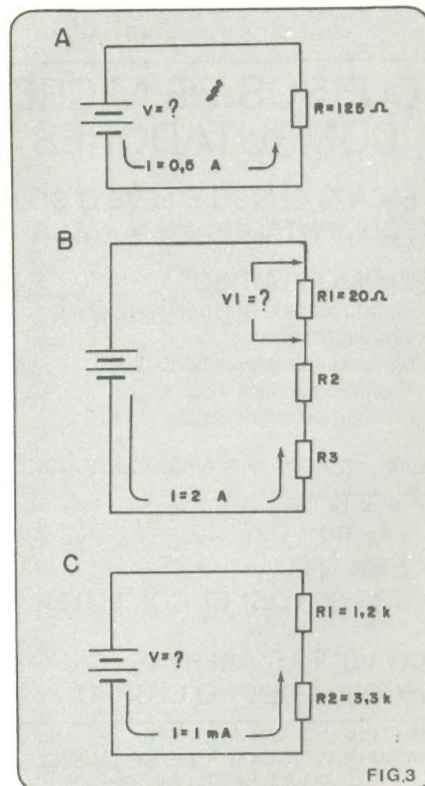 A
V = ?
R = 125 Ω
I = 0,5 A
B
V1 = ?
R1 = 20 Ω
R2
R3
I = 2 A
C
R1 = 1,2 k
V = ?
R2 = 3,3 k
I = 1 mA
FIG.3